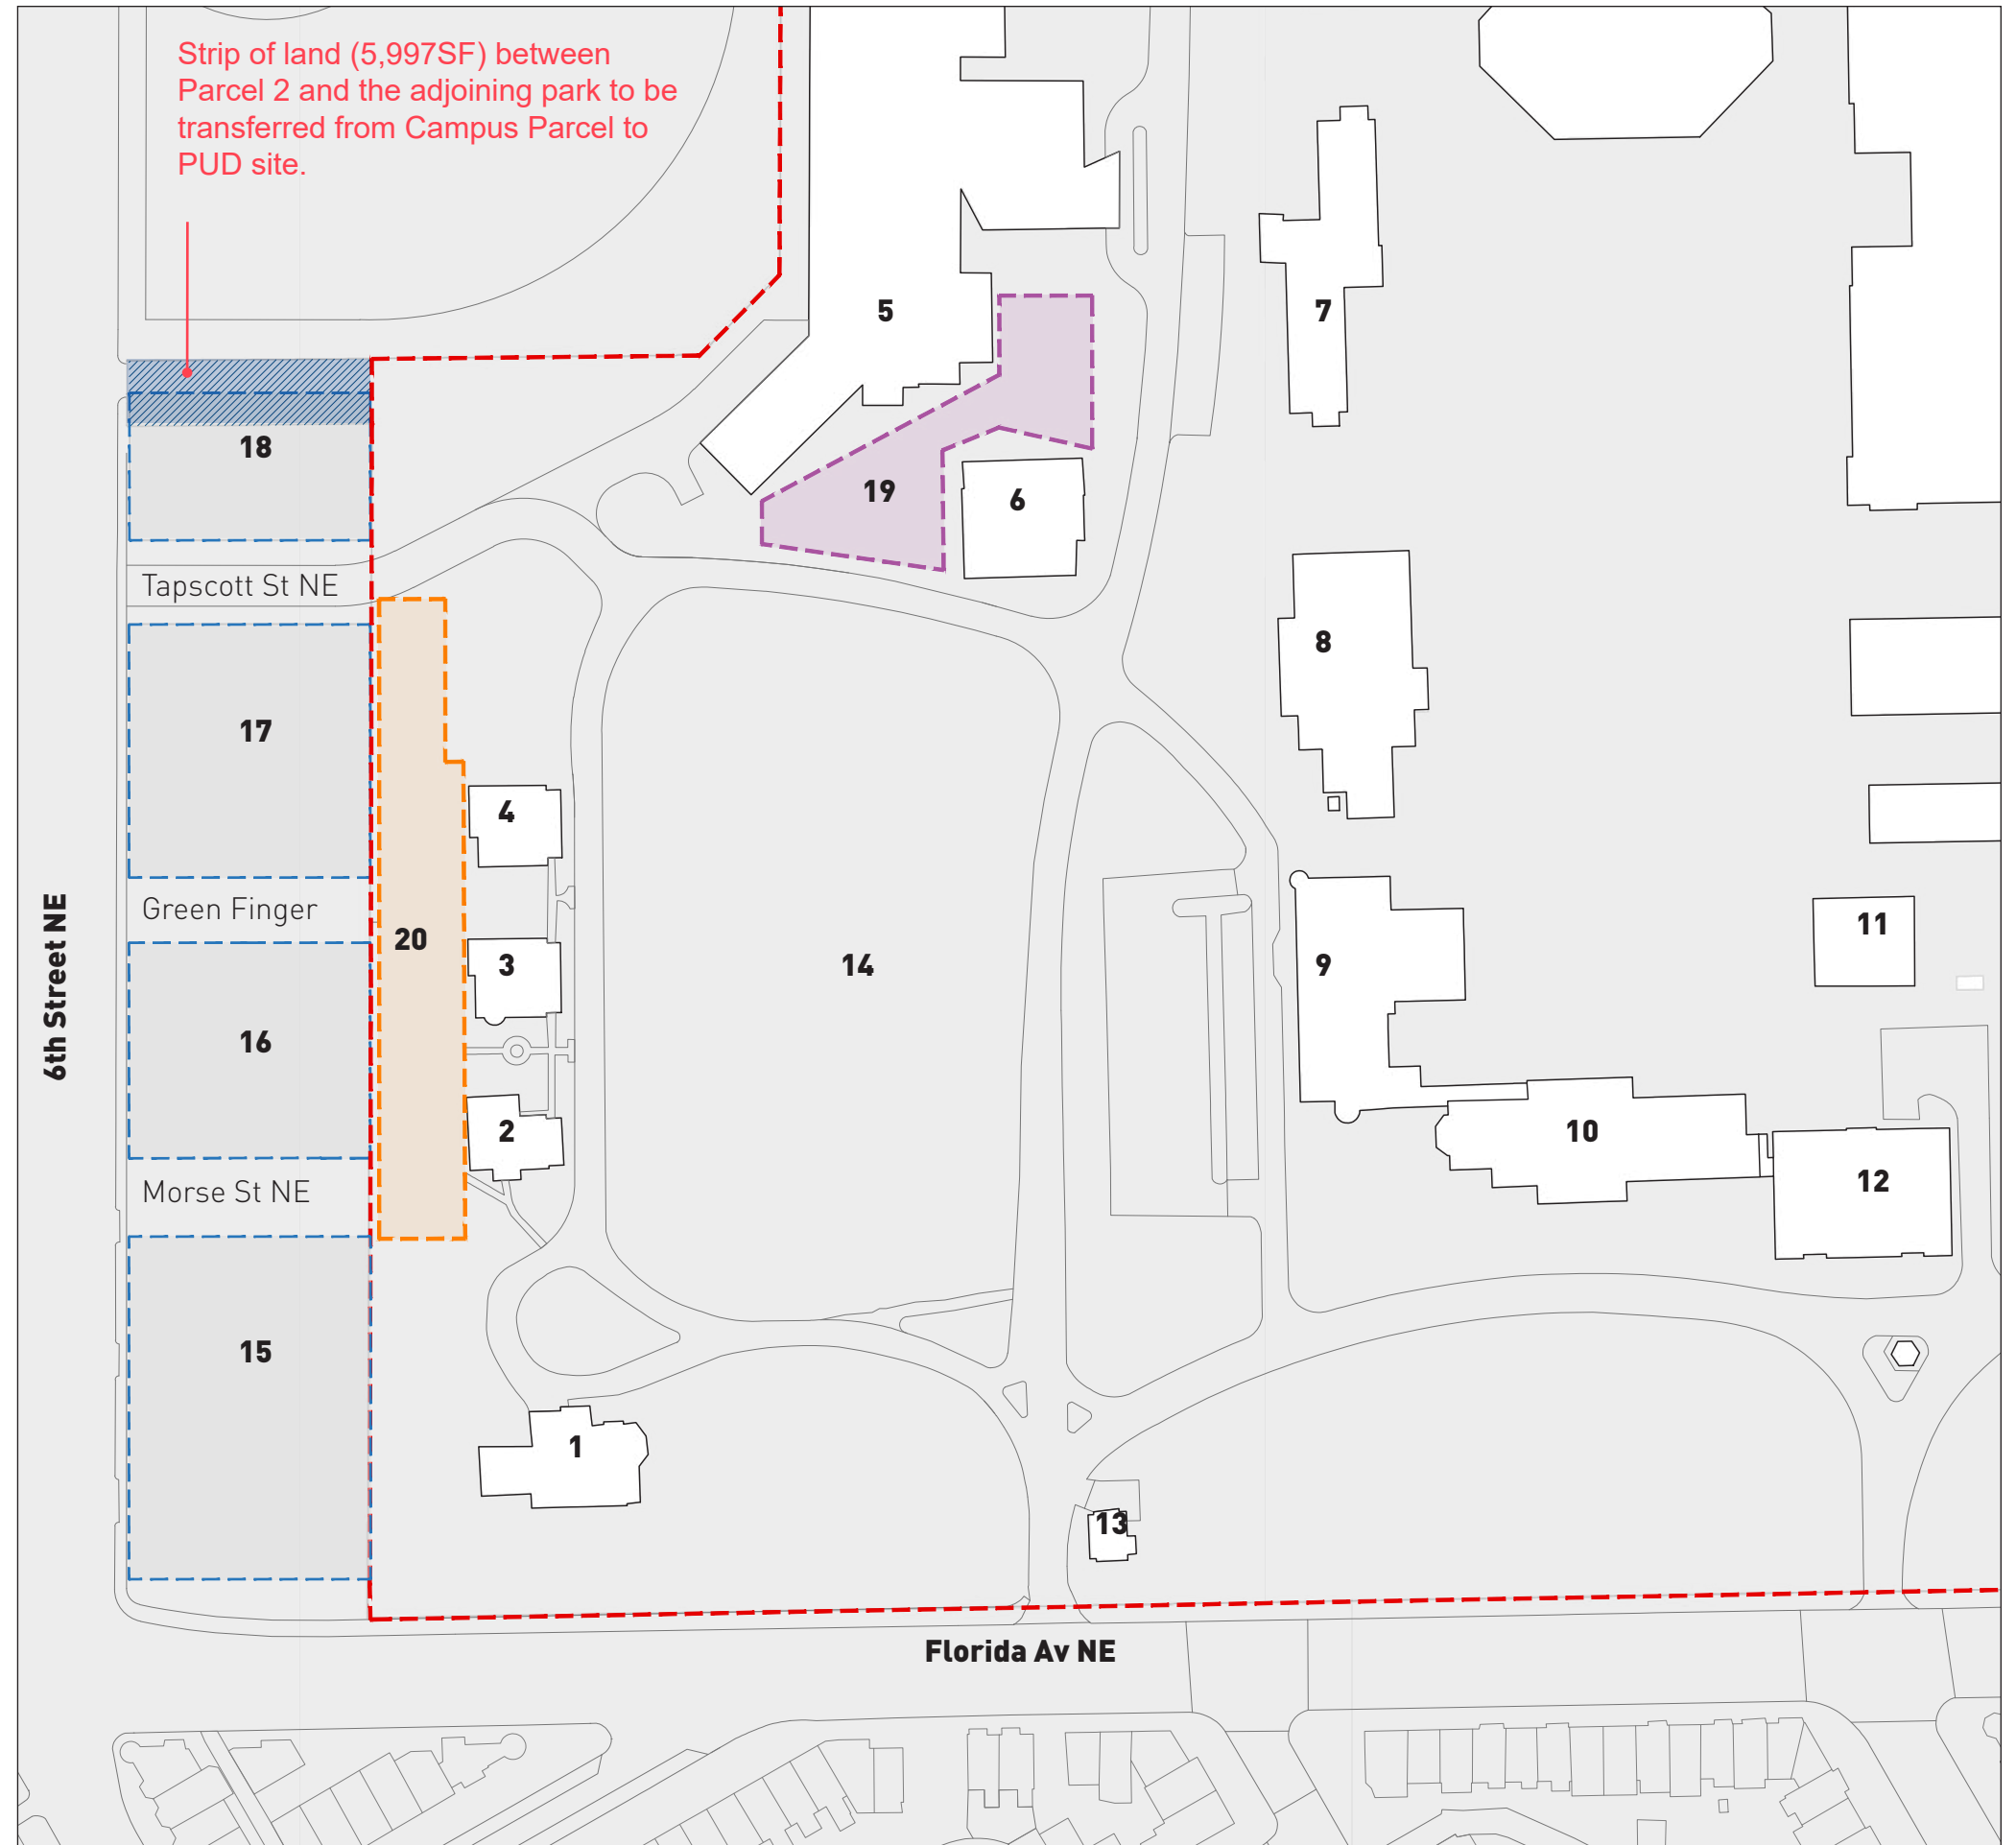 Strip of land (5,997SF) between
Parcel 2 and the adjoining park to be
transferred from Campus Parcel to
PUD site.
5
7
18
19
6
Tapscott St NE
8
17
4
Green Finger
20
3
14
9
11
6th Street NE
16
2
10
Morse St NE
12
15
1
13
Florida Av NE